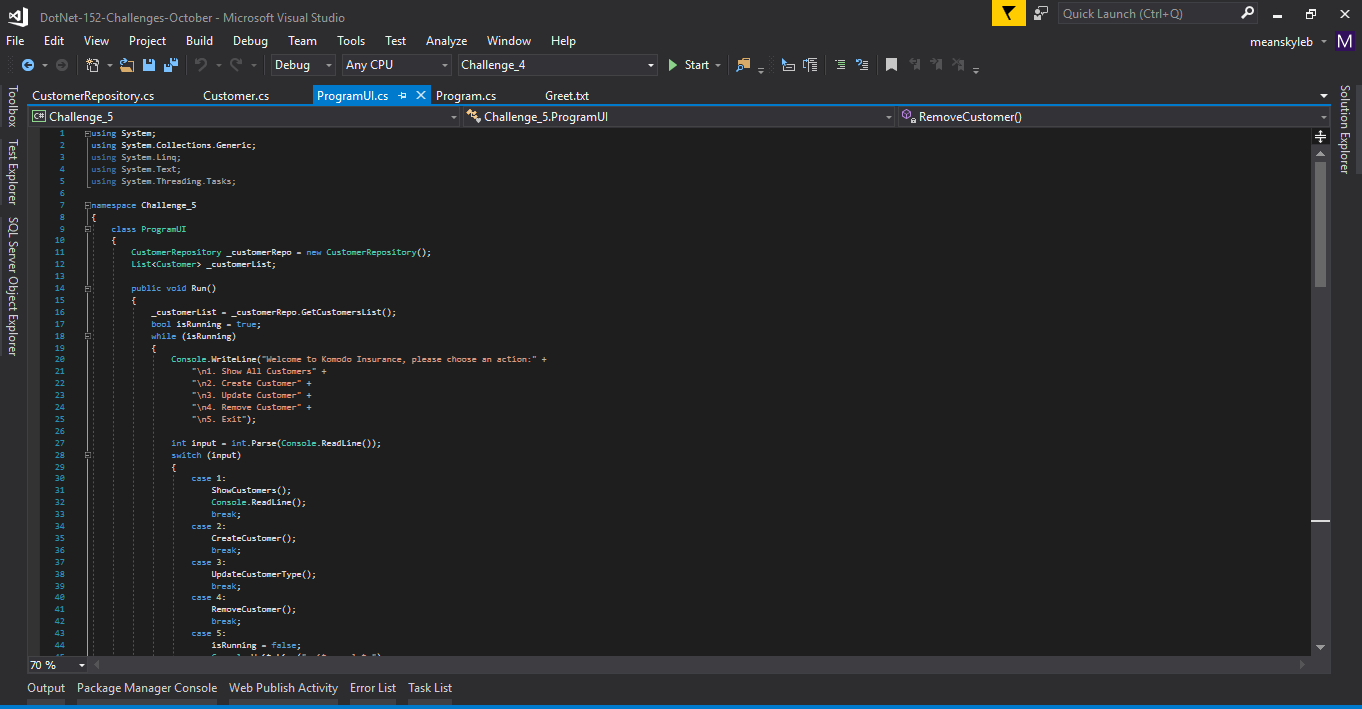 DotNet-152-Challenges-October - Microsoft Visual Studio
Quick Launch (Ctrl+Q)
File Edit View Project Build Debug Team Tools Test Analyze Window Help
meanskyleb M
Debug Any CPU Challenge_4 Start
CustomerRepository.cs Customer.cs ProgramUI.cs Program.cs Greet.txt
C# Challenge_5 Challenge_5.ProgramUI RemoveCustomer()
Toolbox
Test Explorer
SQL Server Object Explorer
Solution Explorer
1 using System;
2 using System.Collections.Generic;
3 using System.Linq;
4 using System.Text;
5 using System.Threading.Tasks;
6
7 namespace Challenge_5
8 {
9 class ProgramUI
10 {
11 CustomerRepository _customerRepo = new CustomerRepository();
12 List<Customer> _customerList;
13
14 public void Run()
15 {
16 _customerList = _customerRepo.GetCustomersList();
17 bool isRunning = true;
18 while (isRunning)
19 {
20 Console.WriteLine("Welcome to Komodo Insurance, please choose an action:" +
21 "\n1. Show All Customers" +
22 "\n2. Create Customer" +
23 "\n3. Update Customer" +
24 "\n4. Remove Customer" +
25 "\n5. Exit");
26
27 int input = int.Parse(Console.ReadLine());
28 switch (input)
29 {
30 case 1:
31 ShowCustomers();
32 Console.ReadLine();
33 break;
34 case 2:
35 CreateCustomer();
36 break;
37 case 3:
38 UpdateCustomerType();
39 break;
40 case 4:
41 RemoveCustomer();
42 break;
43 case 5:
44 isRunning = false;
70 %
Output Package Manager Console Web Publish Activity Error List Task List